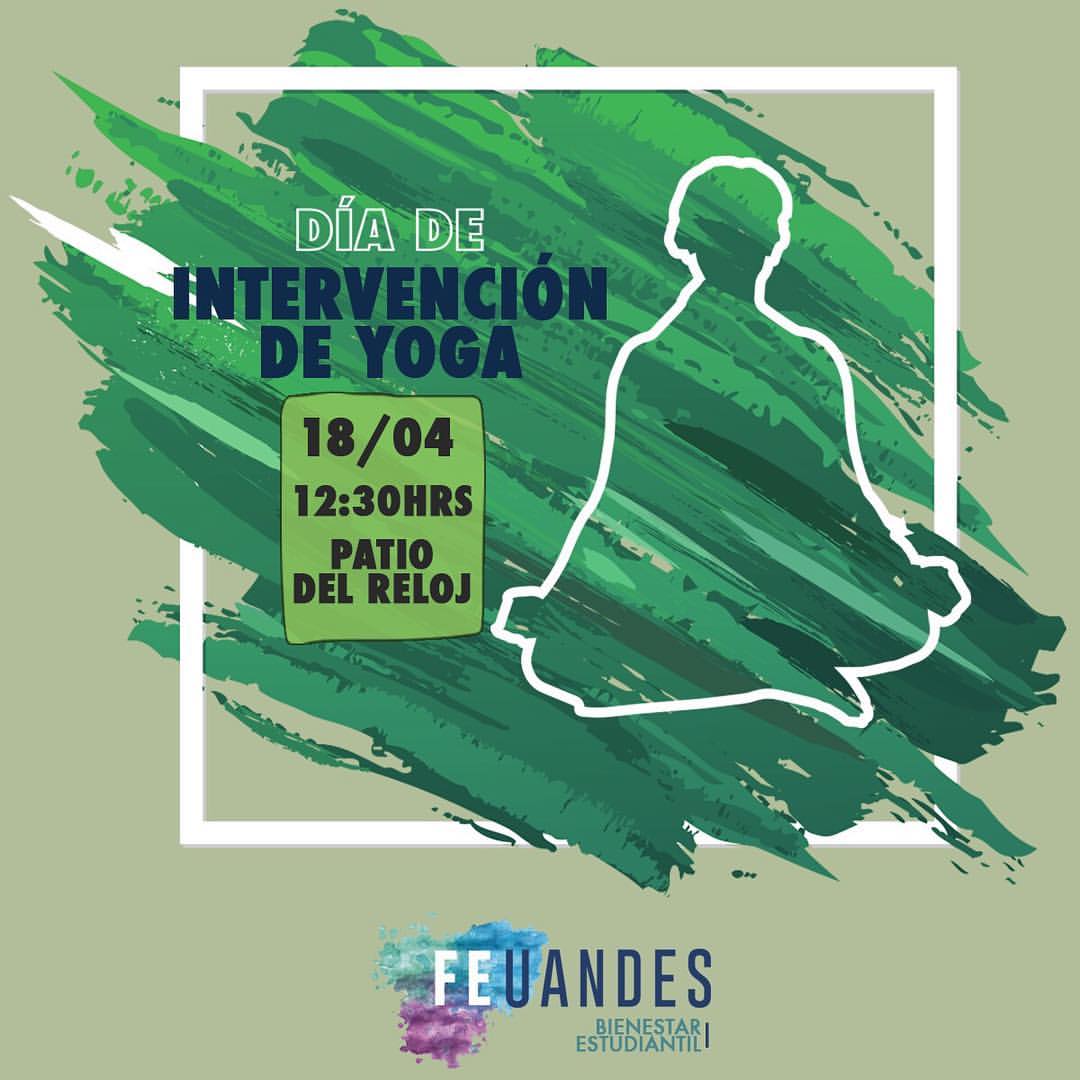 DÍA DE
INTERVENCIÓN
DE YOGA
18/04
12:30HRS
PATIO
DEL RELOJ
FEUANDES
BIENESTAR
ESTUDIANTIL